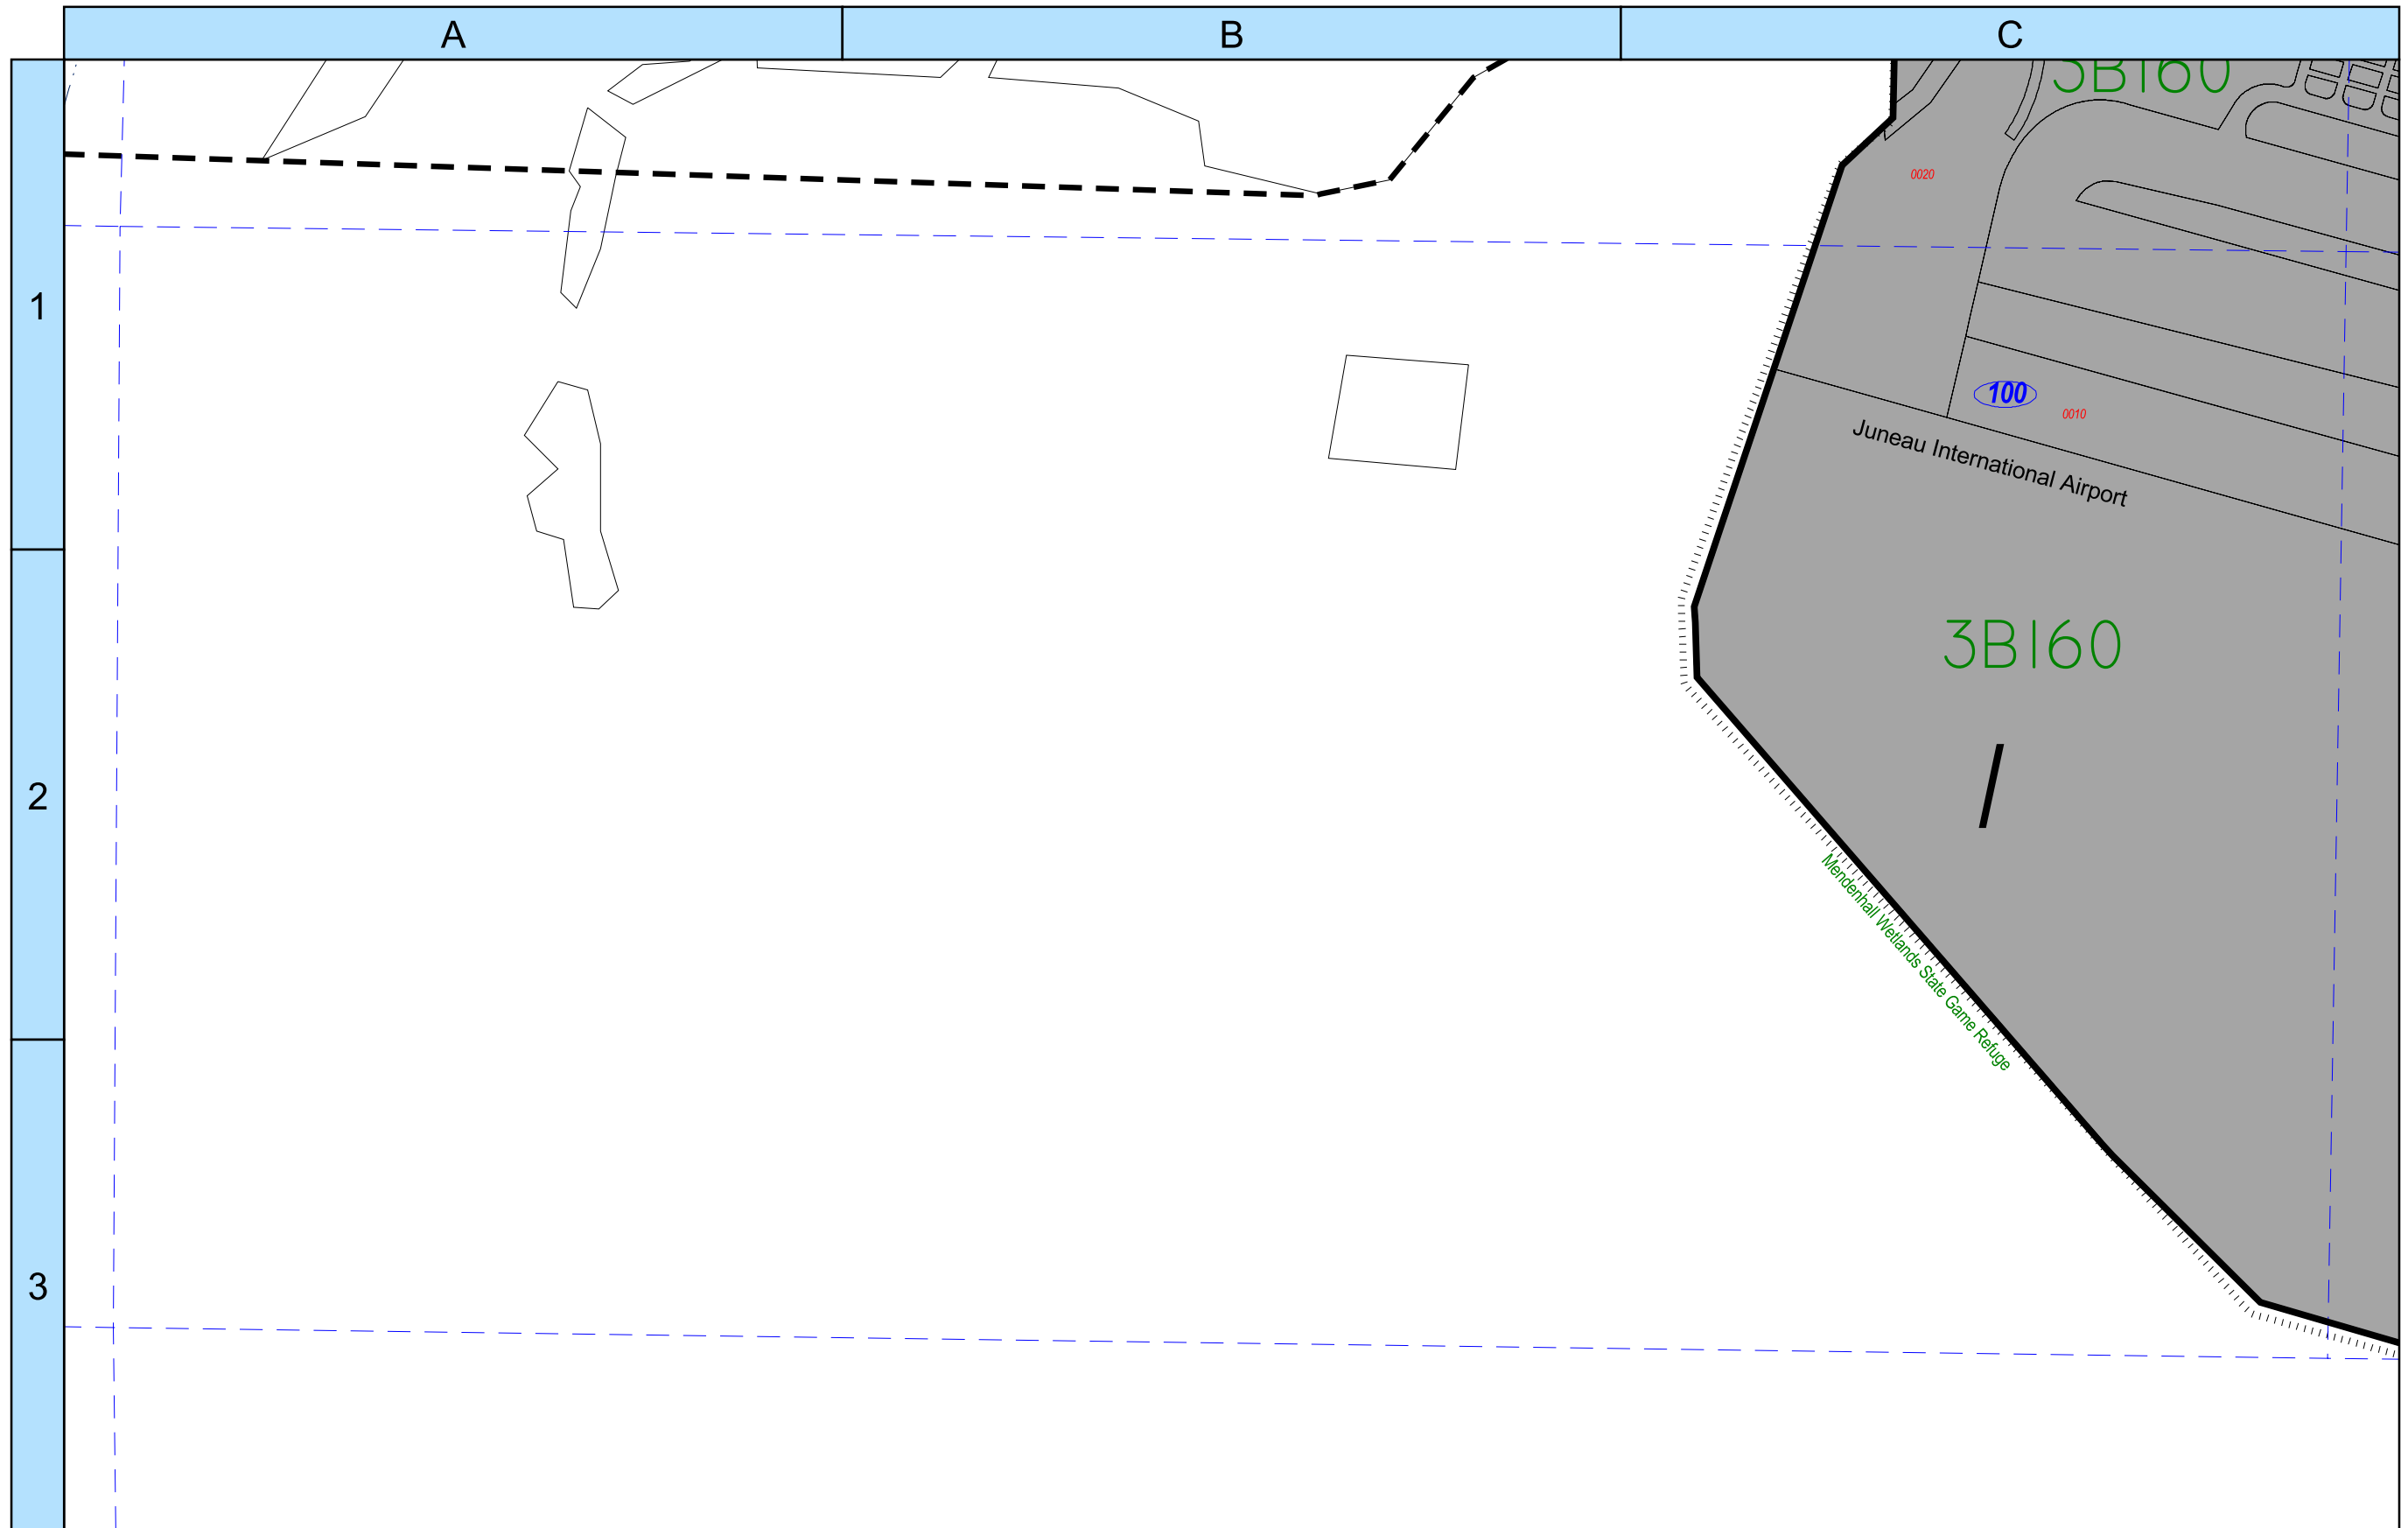 A
B
C
3B160
0020
1
100
0010
Juneau International Airport
3B160
2
Mendenhall Wetlands State Game Refuge
3